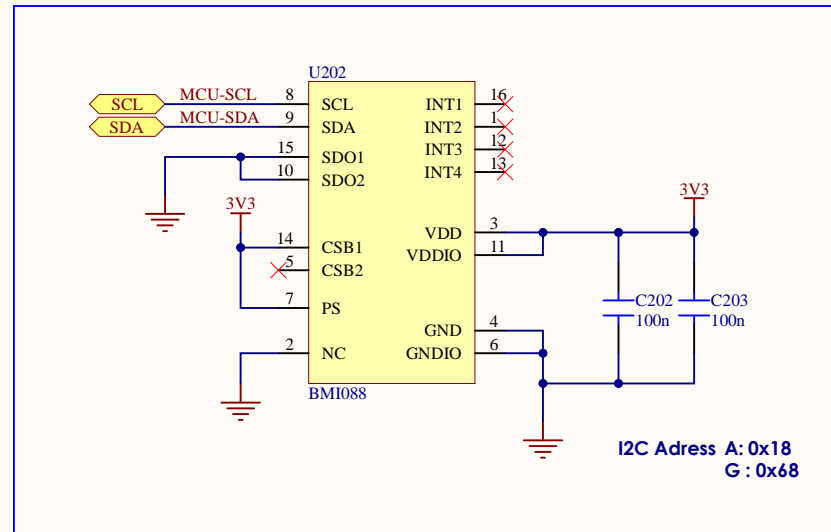 U202
SCL MCU-SCL 8 SCL INT1 16
SDA MCU-SDA 9 SDA INT2 1
15 SDO1 INT3 12
10 SDO2 INT4 13
3V3
3V3
14 CSB1 VDD 3
5 CSB2 VDDIO 11
7 PS
C202 C203
100n 100n
GND 4
2 NC GNDIO 6
BMI088
I2C Adress A: 0x18
G : 0x68